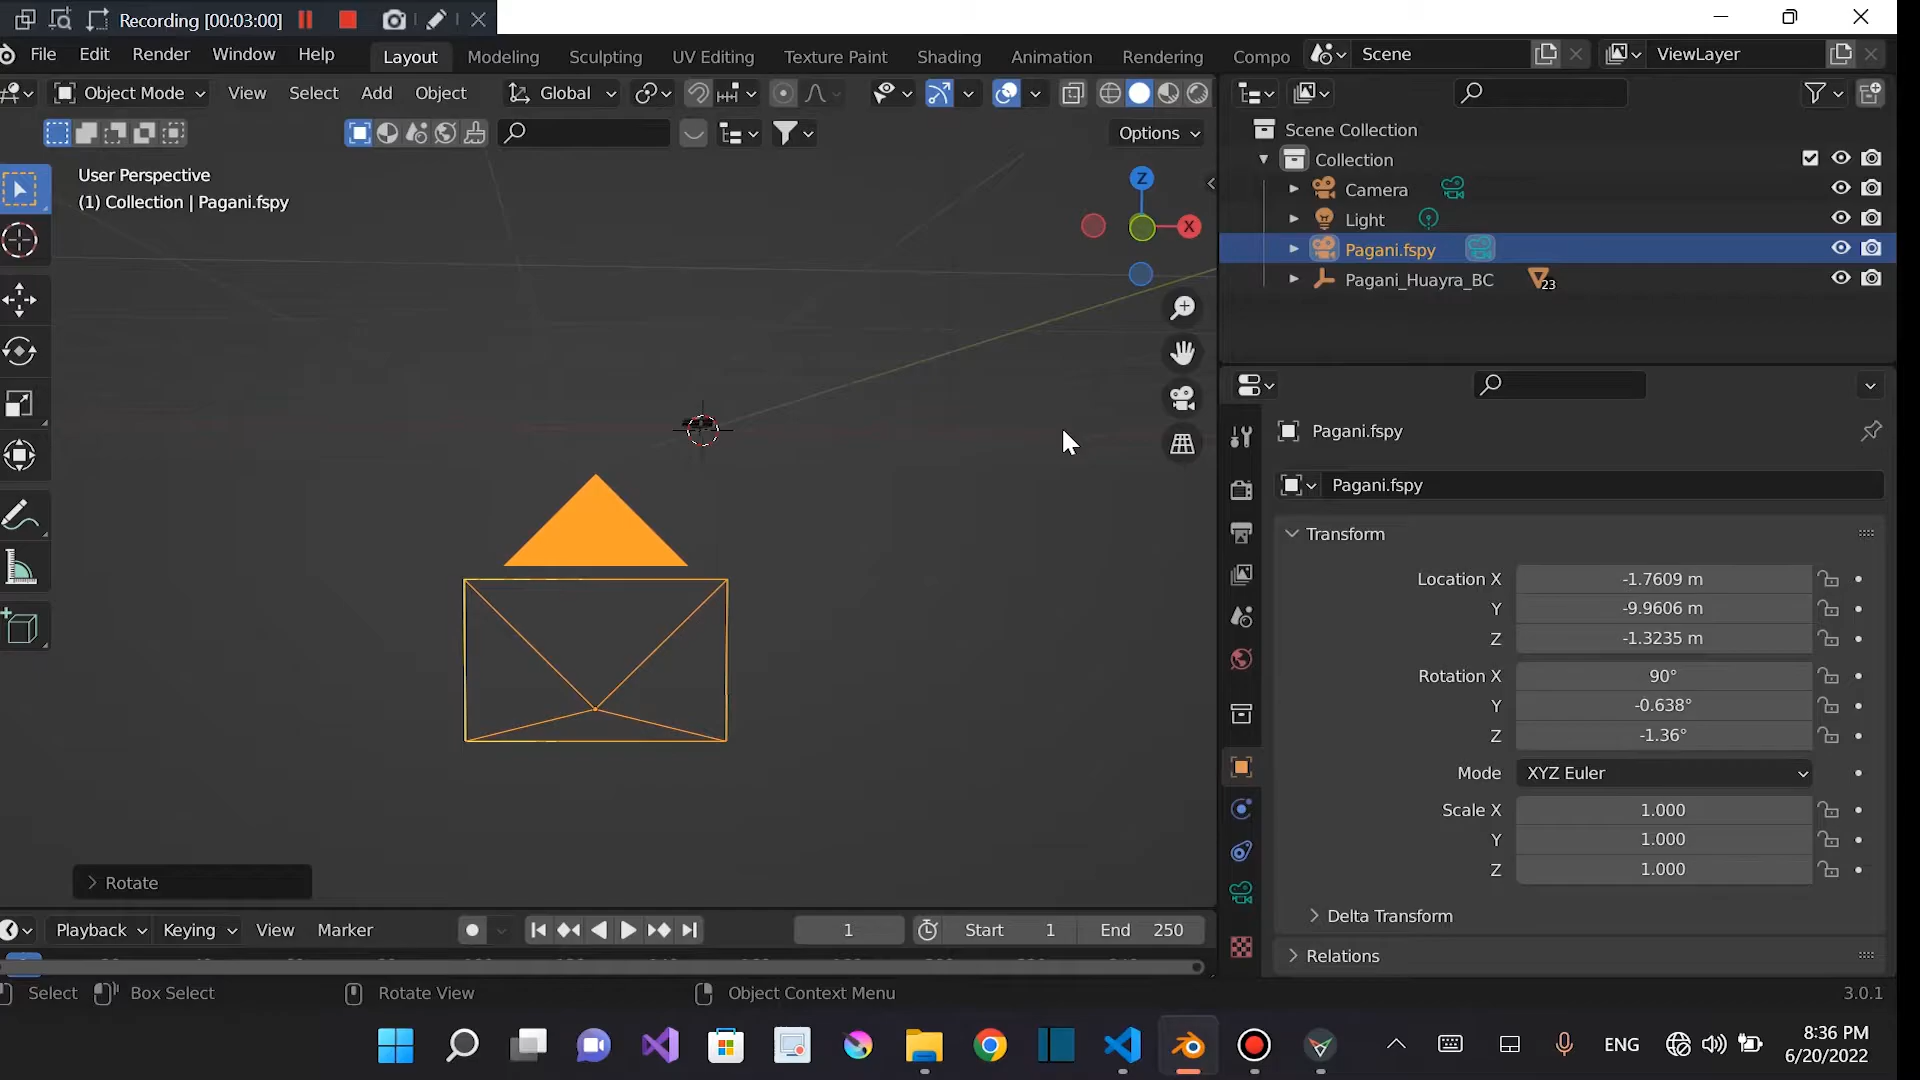 Recording [00:03:00]
File Edit Render Window Help Layout Modeling Sculpting UV Editing Texture Paint Shading Animation Rendering Compo Scene ViewLayer
Object Mode View Select Add Object Global
Options
User Perspective
(1) Collection | Pagani.fspy
Z
X
Rotate
Playback Keying View Marker 1 Start 1 End 250
Select Box Select Rotate View Object Context Menu 3.0.1
Scene Collection
Collection
Camera
Light
Pagani.fspy
Pagani_Huayra_BC 23
Pagani.fspy
Pagani.fspy
Transform
Location X -1.7609 m
Y -9.9606 m
Z -1.3235 m
Rotation X 90°
Y -0.638°
Z -1.36°
Mode XYZ Euler
Scale X 1.000
Y 1.000
Z 1.000
Delta Transform
Relations
ENG
8:36 PM
6/20/2022